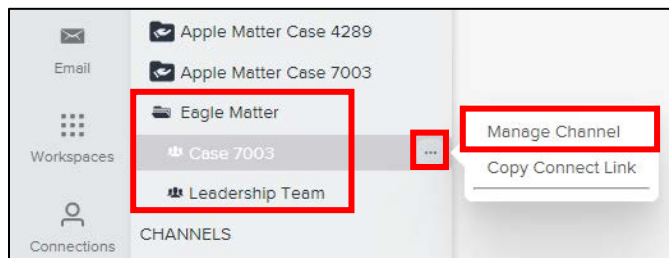 Apple Matter Case 4289
Email
Apple Matter Case 7003
Eagle Matter
Manage Channel
Workspaces
Case 7003
...
Copy Connect Link
Leadership Team
Connections
CHANNELS